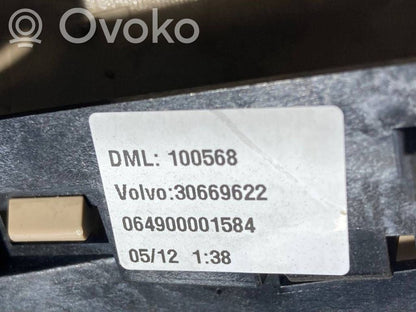 Ovoko
DML: 100568
Volvo:30669622
064900001584
05/12 1:38